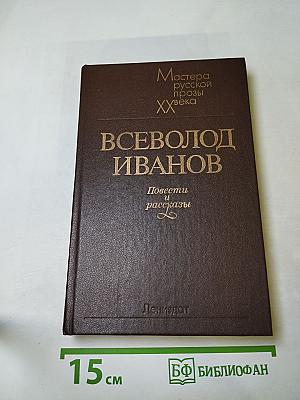 Мастера
русской
прозы
XX века
ВСЕВОЛОД
ИВАНОВ
Повести
и
рассказы
Лениздат
15 см
БФ БИБЛИОФАН